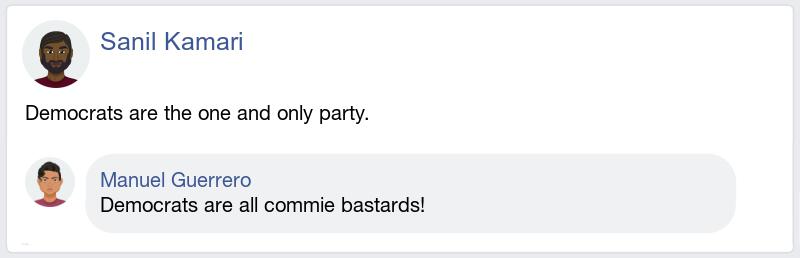 Sanil Kamari
Democrats are the one and only party.
Manuel Guerrero
Democrats are all commie bastards!